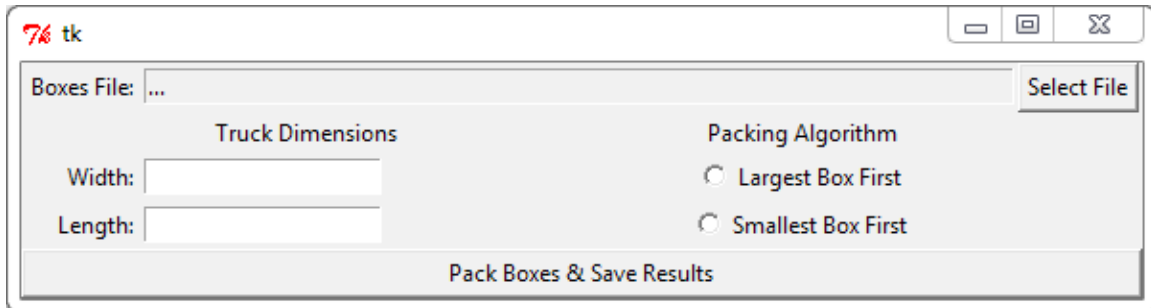 tk
Boxes File: ... Select File
Truck Dimensions Packing Algorithm
Width: Largest Box First
Length: Smallest Box First
Pack Boxes & Save Results